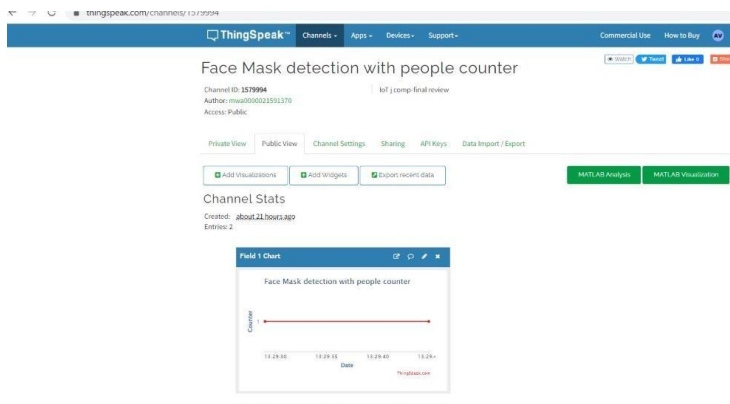 thingspeak.com/channels/1579994
ThingSpeak™ Channels Apps Devices Support Commercial Use How to Buy AV
Watch Tweet Like
Face Mask detection with people counter
Channel ID: 1579994
Author:
Access: Public
IoT j comp-final review
Private View Public View Channel Settings Sharing API Keys Data Import / Export
Add Visualizations Add Widgets Export recent data MATLAB Analysis MATLAB Visualization
Channel Stats
Created: about 21 hours ago
Entries: 2
Field 1 Chart
Face Mask detection with people counter
Counter
1
13:29:30 13:29:35 13:29:40
Date
ThingSpeak.com